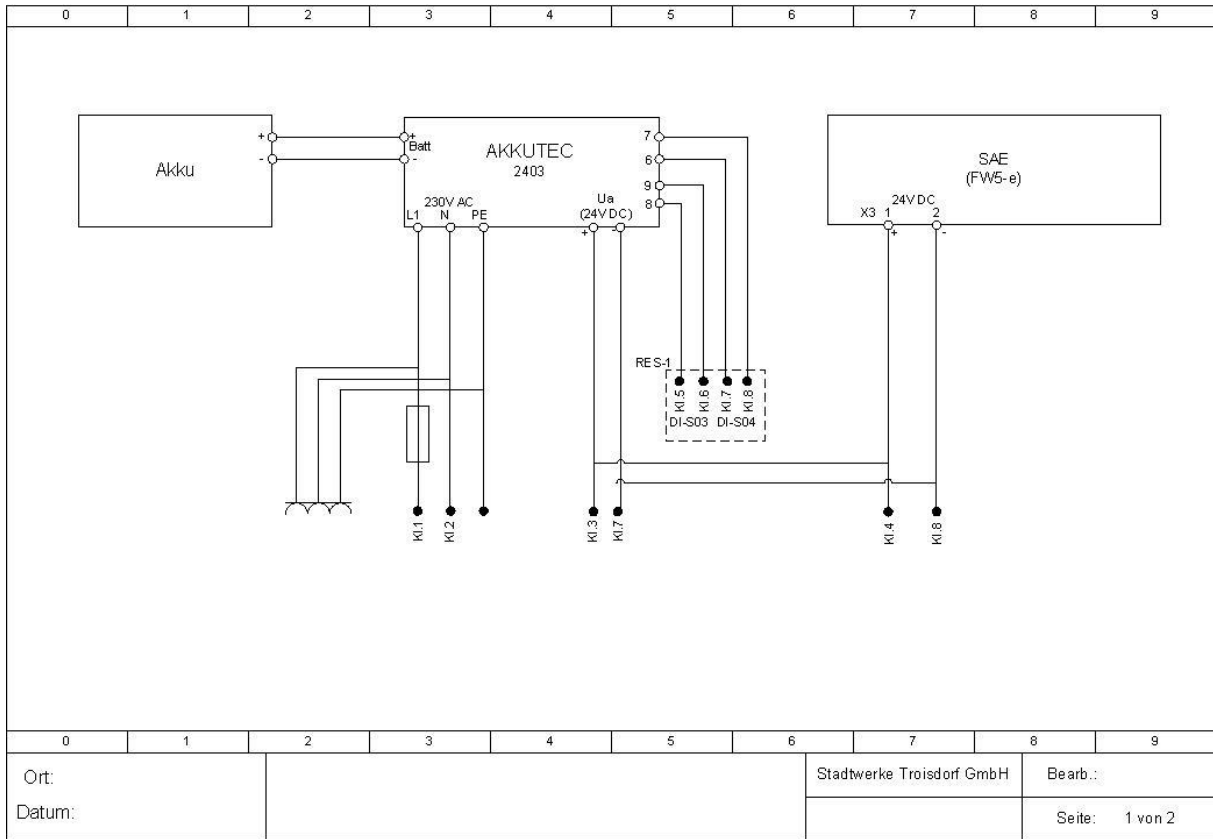 0 1 2 3 4 5 6 7 8 9
Akku
+
-
+
Batt
-
AKKUTEC
2403
230V AC
L1 N PE
Ua
(24V DC)
+ -
7
6
9
8
SAE
(FW5-e)
24V DC
X3 1 2
+ -
RES-1
Kl.5 Kl.6 Kl.7 Kl.8
DI-S03 DI-S04
Kl.1 Kl.2 Kl.3 Kl.7 Kl.4 Kl.8
0 1 2 3 4 5 6 7 8 9
Ort:
Datum:
Stadtwerke Troisdorf GmbH
Bearb.:
Seite: 1 von 2